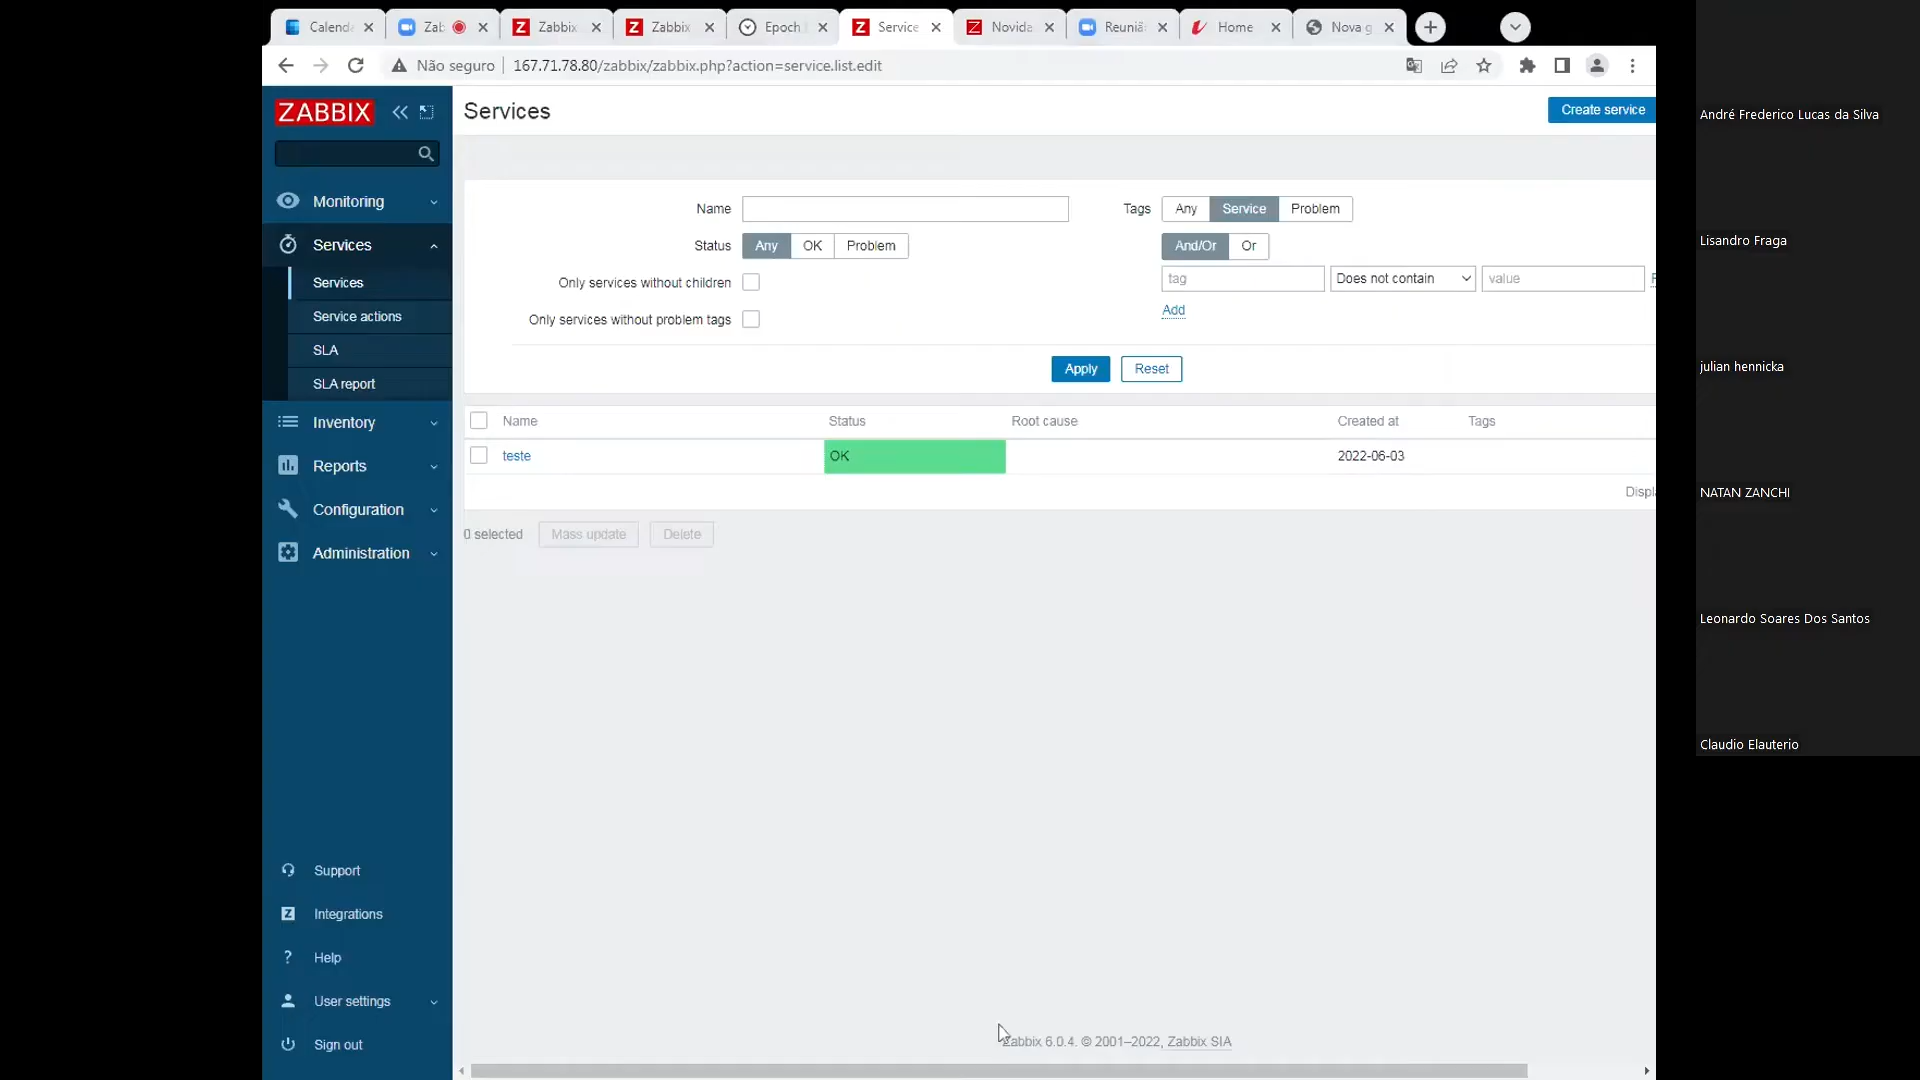 Calend
Zab
Zabbix
Zabbix
Epoch
Service
Novida
Reuniã
Home
Nova g
Não seguro
167.71.78.80/zabbix/zabbix.php?action=service.list.edit
ZABBIX
Services
Create service
Monitoring
Services
Services
Service actions
SLA
SLA report
Inventory
Reports
Configuration
Administration
Support
Integrations
Help
User settings
Sign out
Name
Tags Any Service Problem
Status Any OK Problem
And/Or Or
Only services without children
tag Does not contain value
Add
Only services without problem tags
Apply Reset
Name Status Root cause Created at Tags
teste OK 2022-06-03
Displa
0 selected Mass update Delete
Zabbix 6.0.4. © 2001–2022, Zabbix SIA
André Frederico Lucas da Silva
Lisandro Fraga
julian hennicka
NATAN ZANCHI
Leonardo Soares Dos Santos
Claudio Elauterio